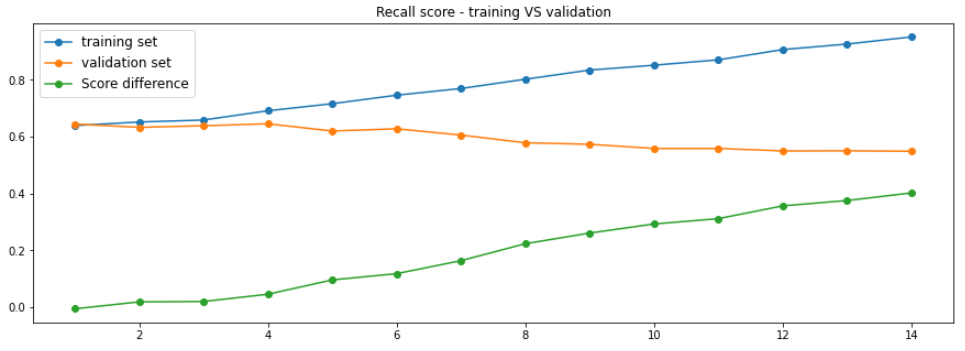 Recall score - training VS validation
training set
validation set
Score difference
0.8
0.6
0.4
0.2
0.0
2 4 6 8 10 12 14